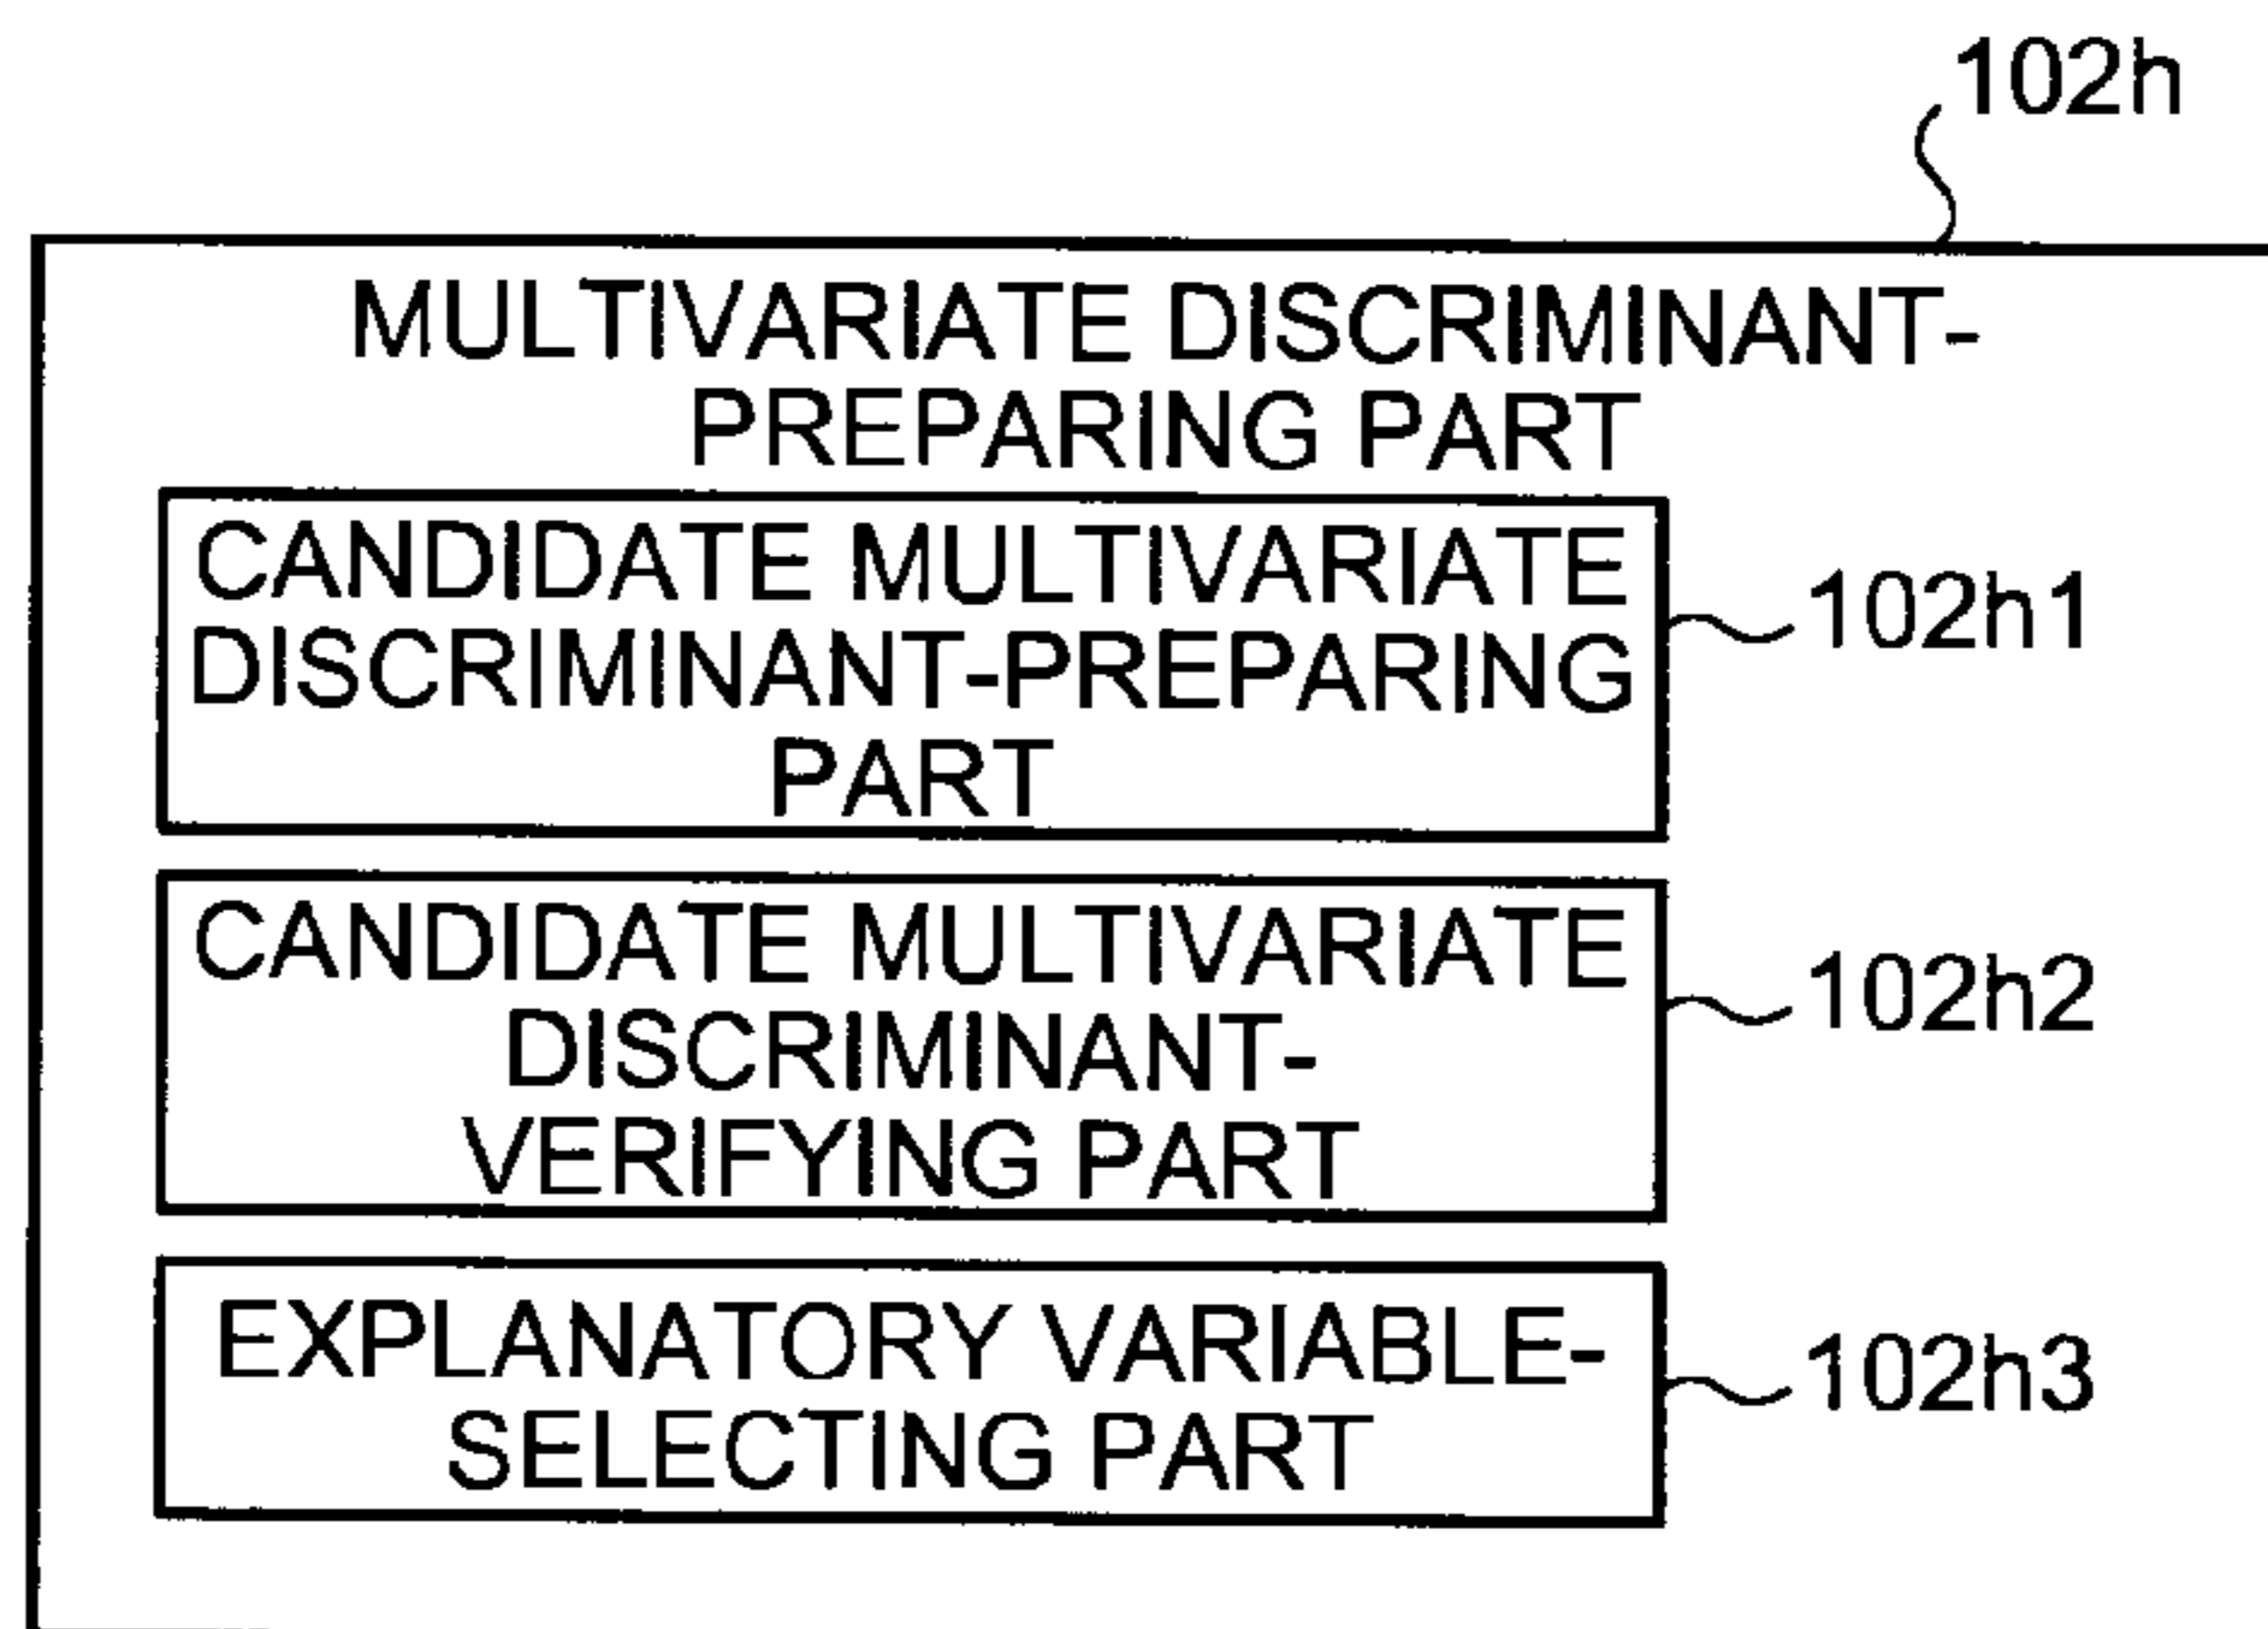 102h
MULTIVARIATE DISCRIMINANT-
PREPARING PART
CANDIDATE MULTIVARIATE
DISCRIMINANT-PREPARING
PART
102h1
CANDIDATE MULTIVARIATE
DISCRIMINANT-
VERIFYING PART
102h2
EXPLANATORY VARIABLE-
SELECTING PART
102h3